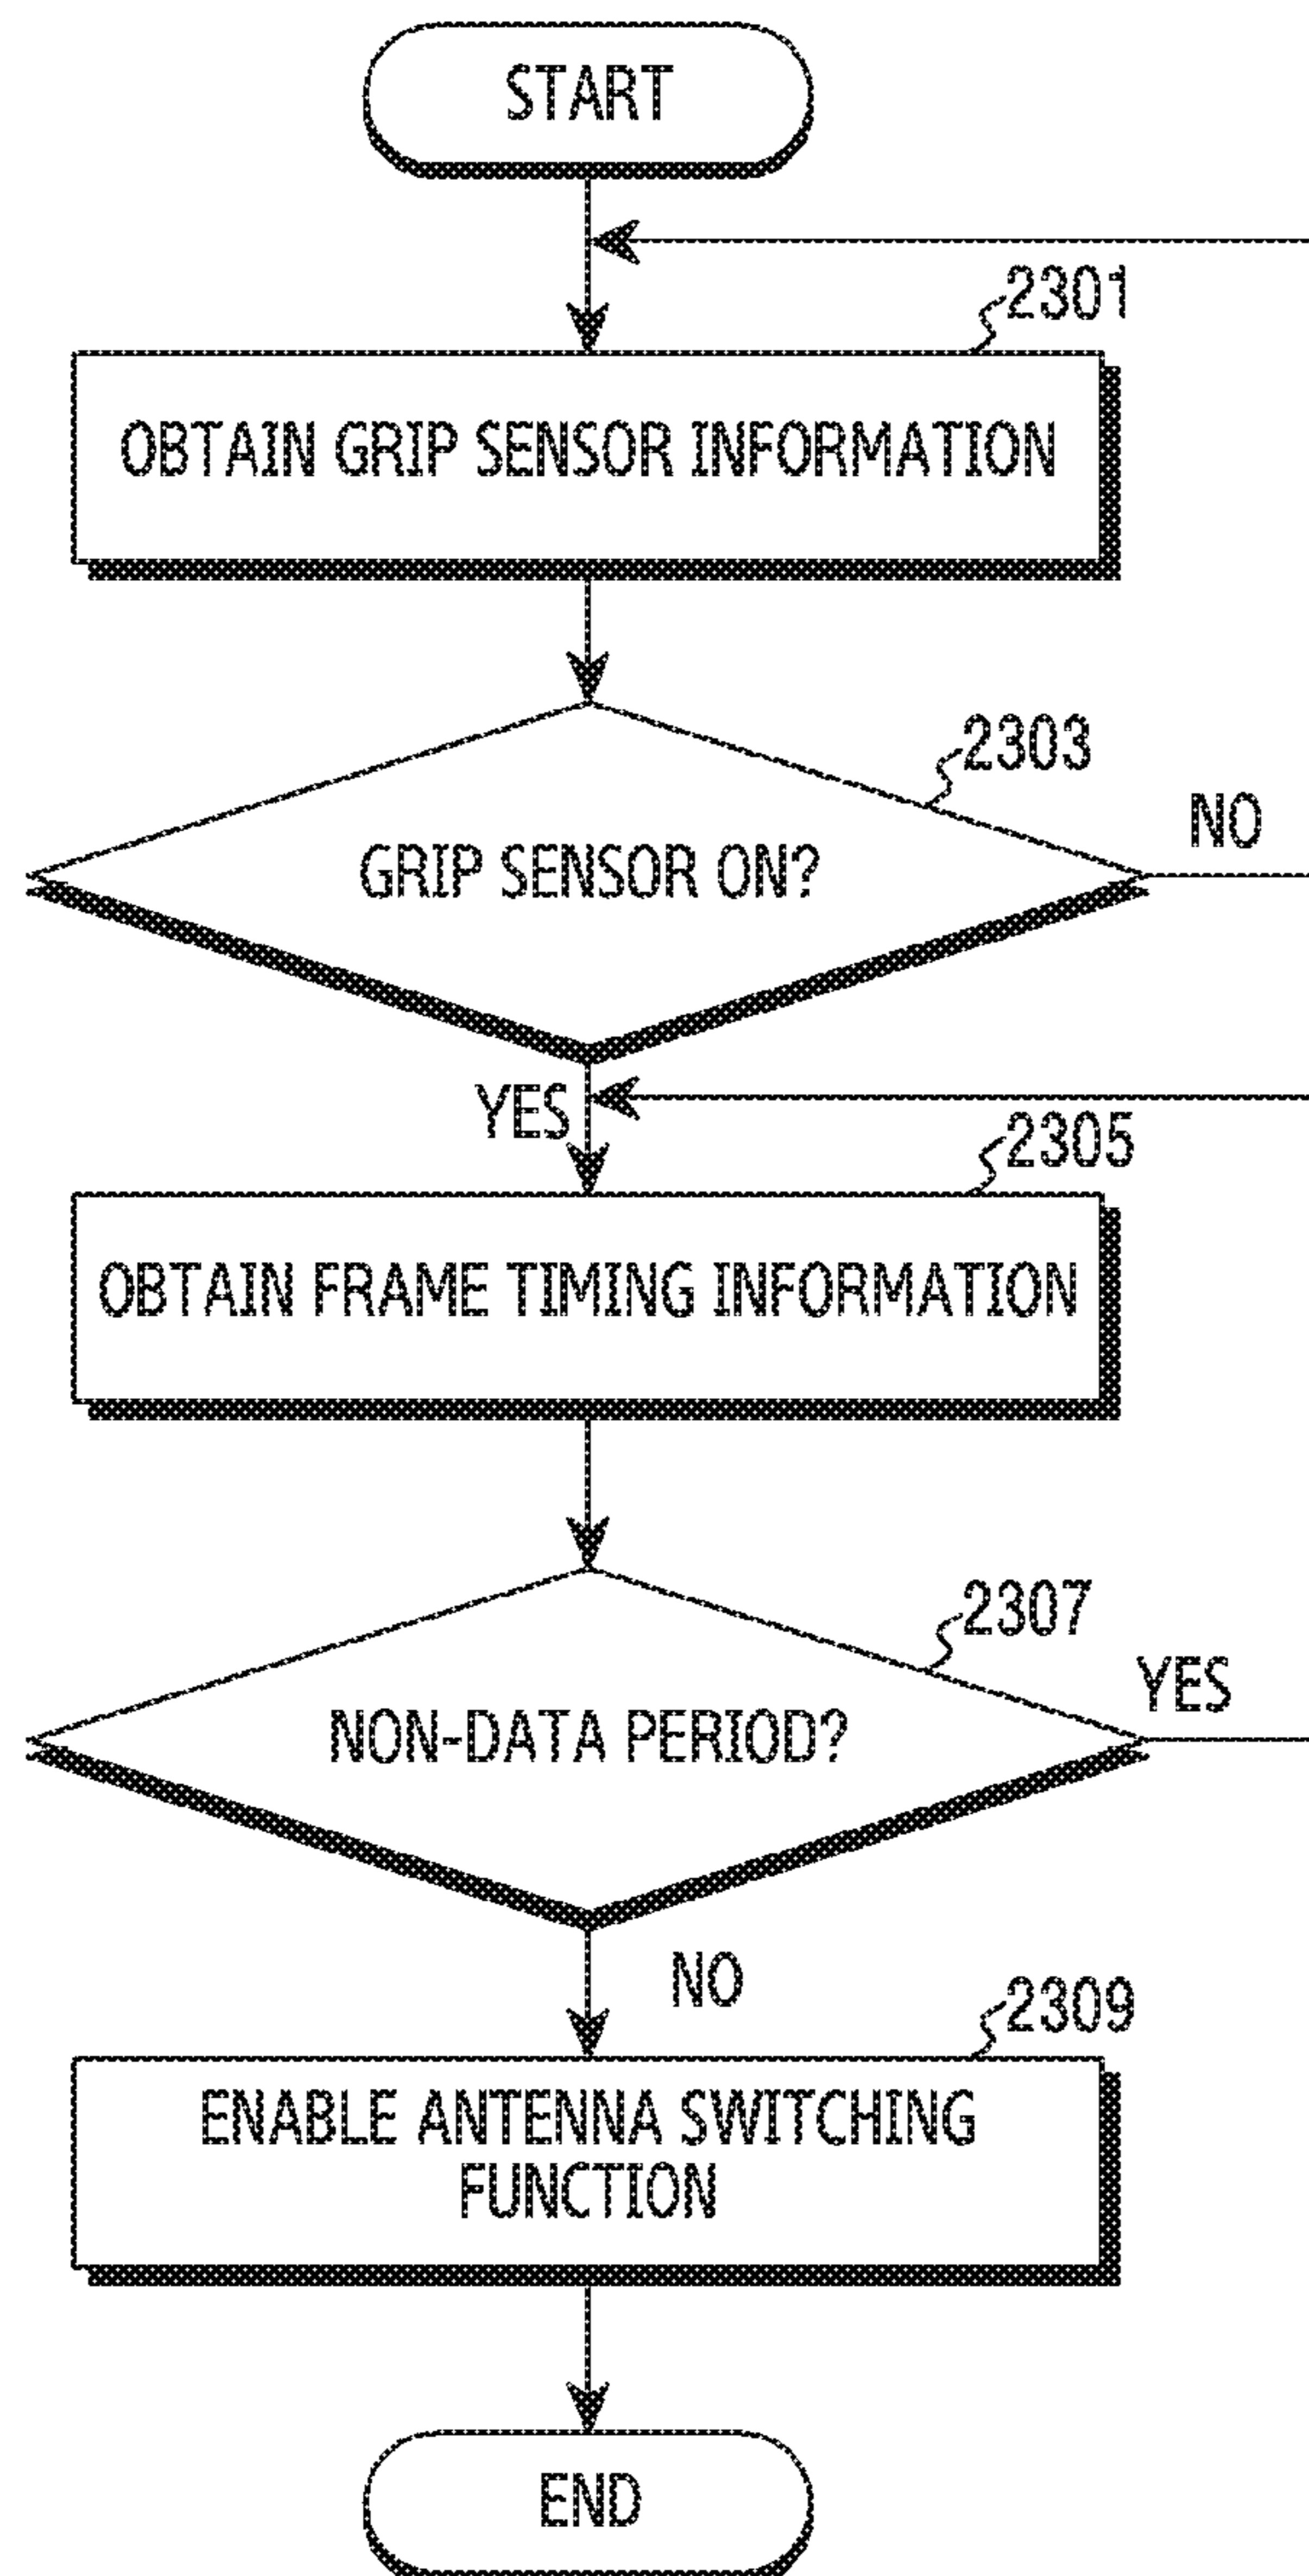 START
2301
OBTAIN GRIP SENSOR INFORMATION
2303
GRIP SENSOR ON?
NO
YES
2305
OBTAIN FRAME TIMING INFORMATION
2307
NON-DATA PERIOD?
YES
NO
2309
ENABLE ANTENNA SWITCHING
FUNCTION
END